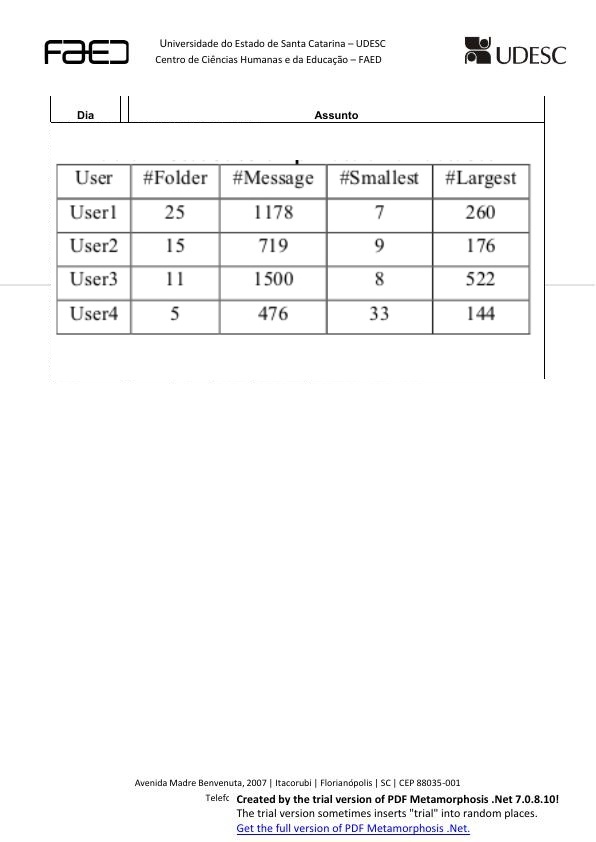 FAED
Universidade do Estado de Santa Catarina – UDESC
Centro de Ciências Humanas e da Educação – FAED
UDESC
Dia Assunto
User #Folder #Message #Smallest #Largest
User1 25 1178 7 260
User2 15 719 9 176
User3 11 1500 8 522
User4 5 476 33 144
Avenida Madre Benvenuta, 2007 | Itacorubi | Florianópolis | SC | CEP 88035-001
Created by the trial version of PDF Metamorphosis .Net 7.0.8.10!
The trial version sometimes inserts "trial" into random places.
Get the full version of PDF Metamorphosis .Net.